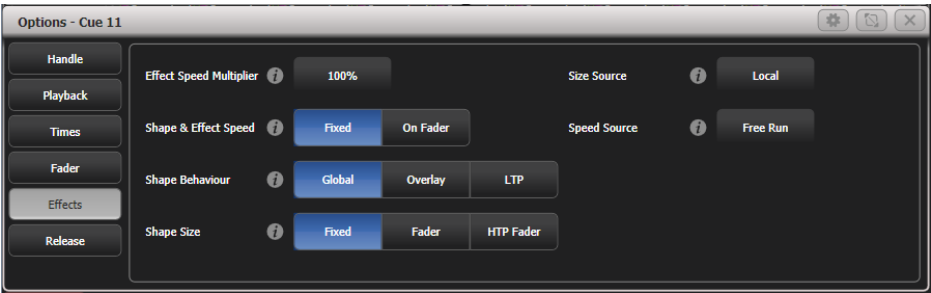 Options - Cue 11
Handle
Playback
Times
Fader
Effects
Release
Effect Speed Multiplier i 100% Size Source i Local
Shape & Effect Speed i Fixed On Fader Speed Source i Free Run
Shape Behaviour i Global Overlay LTP
Shape Size i Fixed Fader HTP Fader